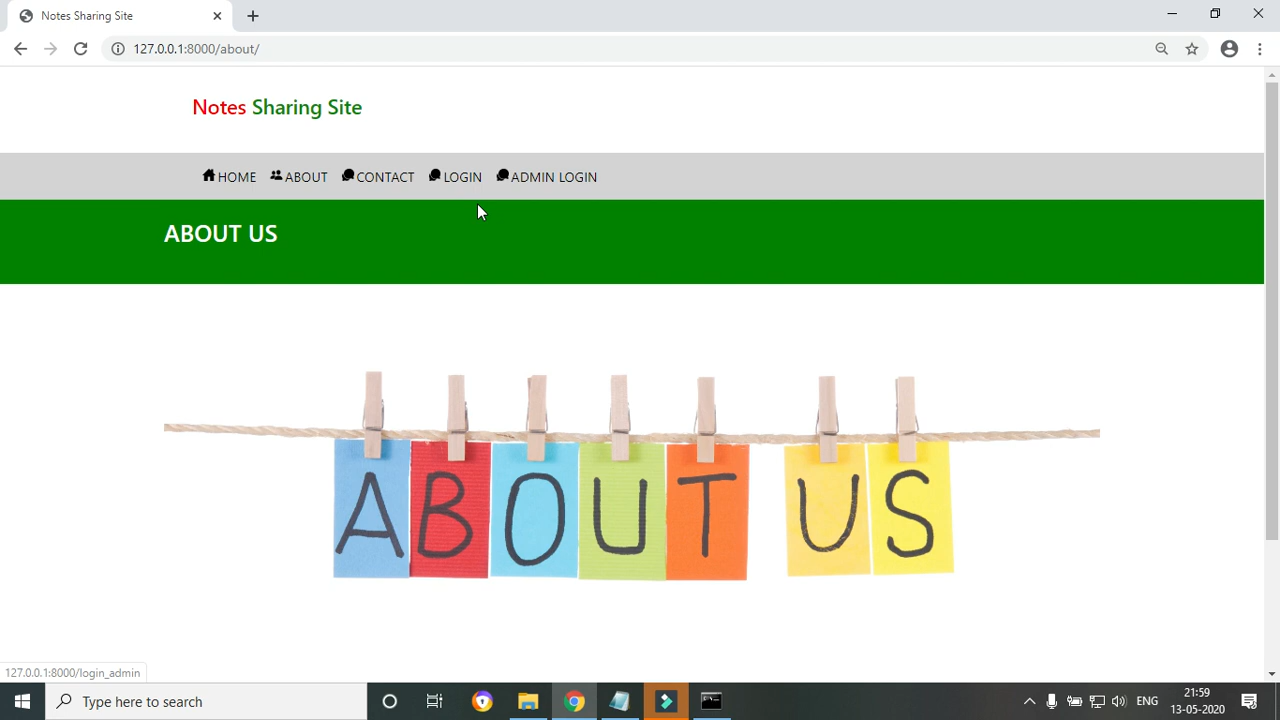 Notes Sharing Site
127.0.0.1:8000/about/
Notes Sharing Site
HOME ABOUT CONTACT LOGIN ADMIN LOGIN
ABOUT US
ABOUT US
127.0.0.1:8000/login_admin
Type here to search
ENG
21:59
13-05-2020